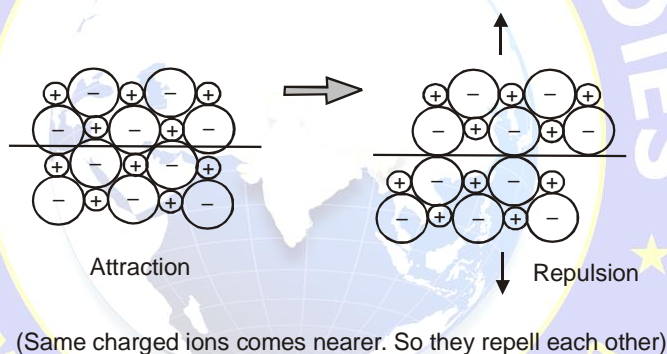 Attraction
Repulsion
(Same charged ions comes nearer. So they repell each other)